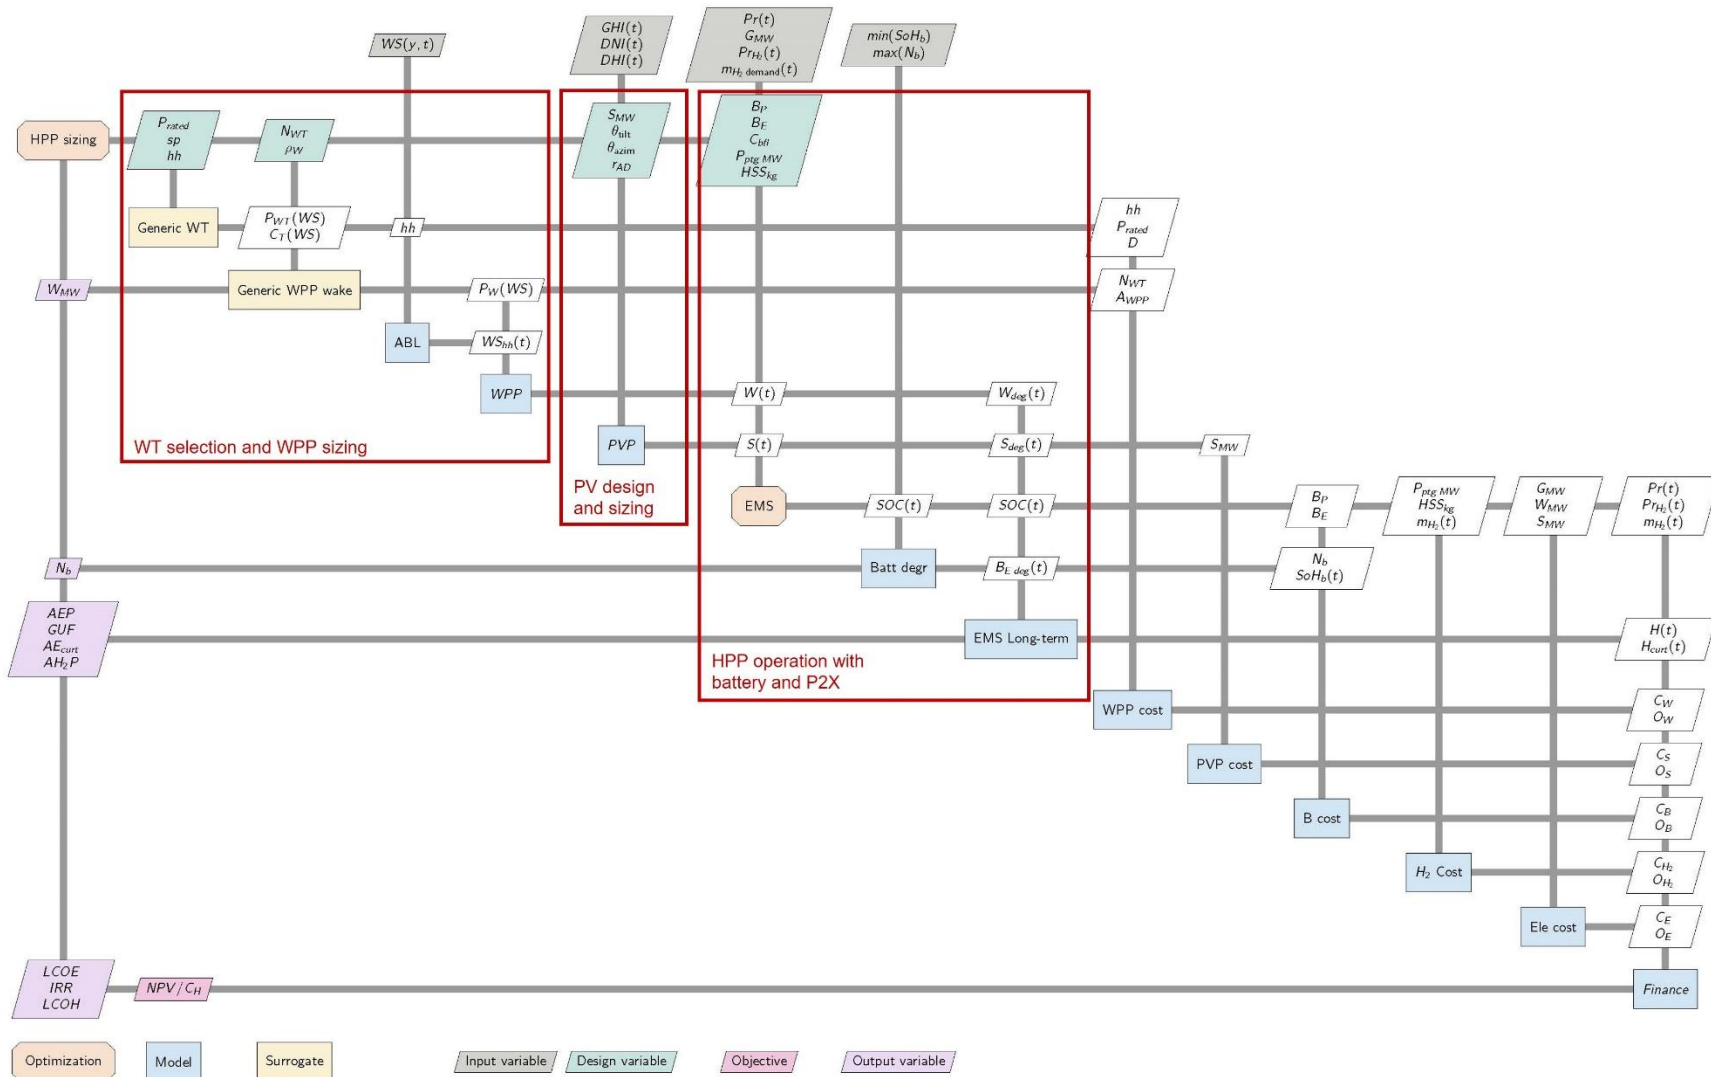 WS(y, t)
GHI(t)
DNI(t)
DHI(t)
Pr(t)
G_MW
Pr_H₂(t)
m_H₂ demand(t)
min(SoH_b)
max(N_b)
HPP sizing
P_rated
sp
hh
N_WT
ρ_W
S_MW
θ_tilt
θ_azim
r_AD
B_P
B_E
C_bfl
P_ptg MW
HSS_kg
Generic WT
P_WT(WS)
C_T(WS)
hh
hh
P_rated
D
W_MW
Generic WPP wake
P_W(WS)
N_WT
A_WPP
ABL
WS_hh(t)
WPP
W(t)
W_deg(t)
WT selection and WPP sizing
PVP
S(t)
S_deg(t)
S_MW
PV design
and sizing
EMS
SOC(t)
SOC(t)
B_P
B_E
P_ptg MW
HSS_kg
m_H₂(t)
G_MW
W_MW
S_MW
Pr(t)
Pr_H₂(t)
m_H₂(t)
N_b
Batt degr
B_E deg(t)
N_b
SoH_b(t)
AEP
GUF
AE_curt
AH₂P
EMS Long-term
H(t)
H_curt(t)
HPP operation with
battery and P2X
WPP cost
C_W
O_W
PVP cost
C_S
O_S
B cost
C_B
O_B
H₂ Cost
C_H₂
O_H₂
Ele cost
C_E
O_E
LCOE
IRR
LCOH
NPV/C_H
Finance
Optimization
Model
Surrogate
Input variable
Design variable
Objective
Output variable